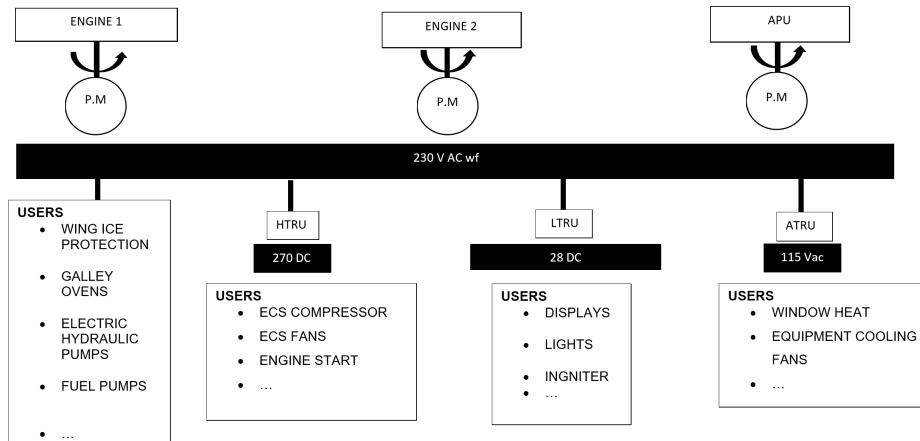 ENGINE 1
ENGINE 2
APU
P.M
P.M
P.M
230 V AC wf
USERS
• WING ICE
PROTECTION
• GALLEY
OVENS
• ELECTRIC
HYDRAULIC
PUMPS
• FUEL PUMPS
• ...
HTRU
270 DC
USERS
• ECS COMPRESSOR
• ECS FANS
• ENGINE START
• ...
LTRU
28 DC
USERS
• DISPLAYS
• LIGHTS
• INGNITER
• ...
ATRU
115 Vac
USERS
• WINDOW HEAT
• EQUIPMENT COOLING
FANS
• ...